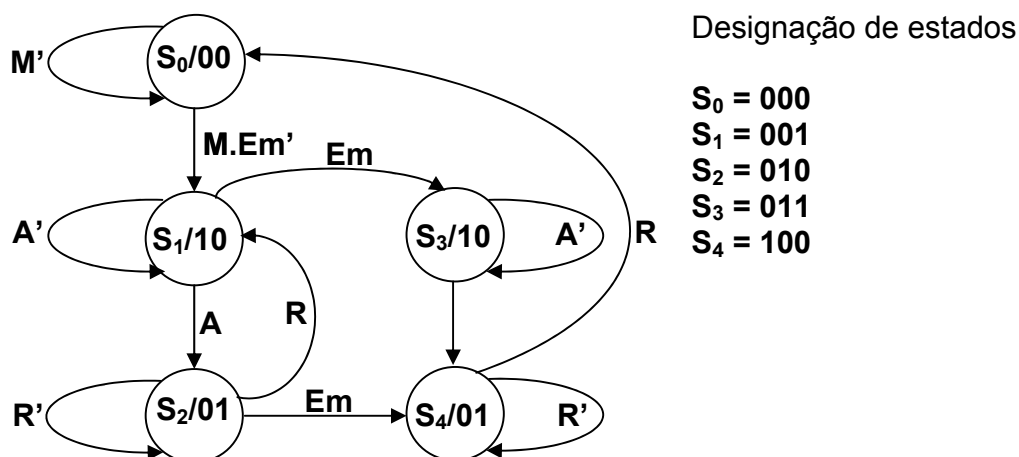 Designação de estados
S₀/00
M’
S₀ = 000
S₁ = 001
S₂ = 010
S₃ = 011
S₄ = 100
M.Em’
Em
A’
S₁/10
S₃/10
A’
R
A
R
R’
S₂/01
Em
S₄/01
R’